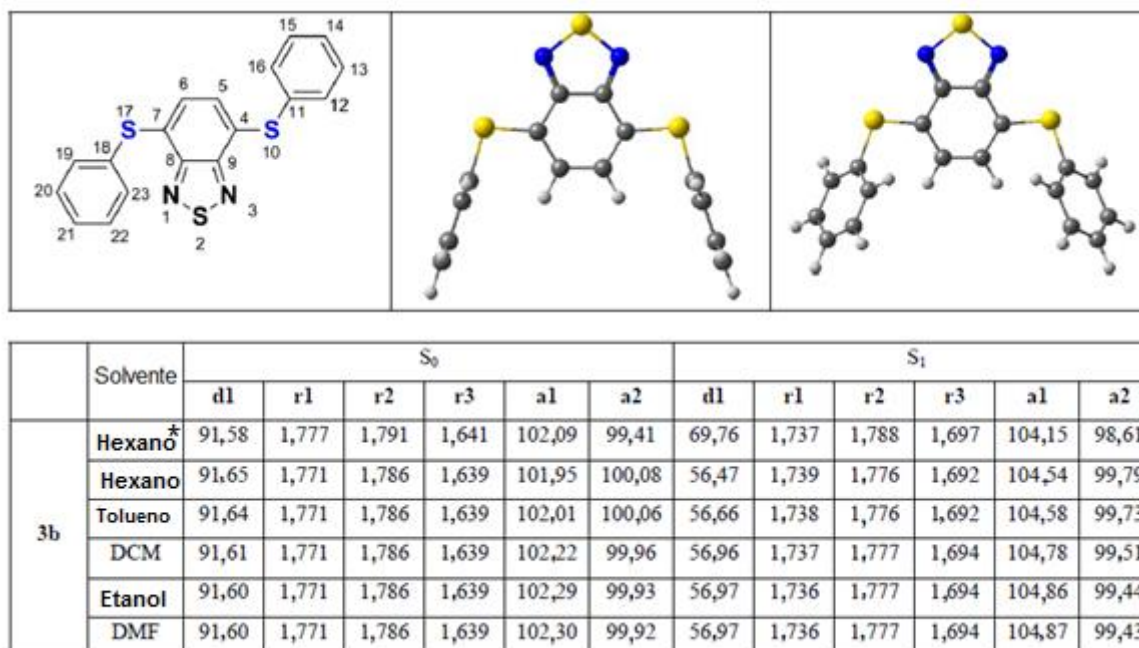 15
14
16
13
6
5
12
17
7
4
11
S
S
18
10
19
8
9
20
23
N
N
1
S
3
21
22
2
Solvente S₀ S₁
d1 r1 r2 r3 a1 a2 d1 r1 r2 r3 a1 a2
3b
Hexano* 91,58 1,777 1,791 1,641 102,09 99,41 69,76 1,737 1,788 1,697 104,15 98,61
Hexano 91,65 1,771 1,786 1,639 101,95 100,08 56,47 1,739 1,776 1,692 104,54 99,79
Tolueno 91,64 1,771 1,786 1,639 102,01 100,06 56,66 1,738 1,776 1,692 104,58 99,73
DCM 91,61 1,771 1,786 1,639 102,22 99,96 56,96 1,737 1,777 1,694 104,78 99,51
Etanol 91,60 1,771 1,786 1,639 102,29 99,93 56,97 1,736 1,777 1,694 104,86 99,44
DMF 91,60 1,771 1,786 1,639 102,30 99,92 56,97 1,736 1,777 1,694 104,87 99,43